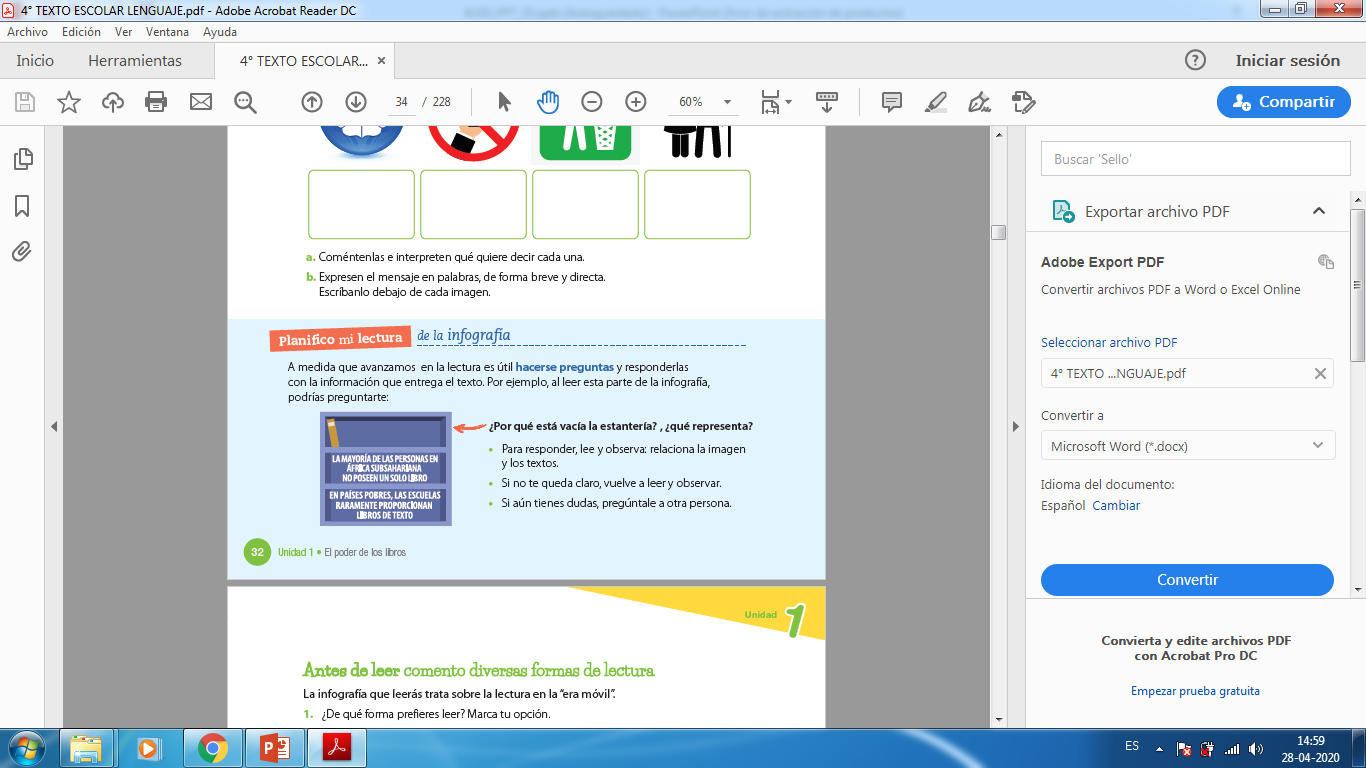 4° TEXTO ESCOLAR LENGUAJE.pdf - Adobe Acrobat Reader DC
Archivo Edición Ver Ventana Ayuda
Inicio Herramientas 4° TEXTO ESCOLAR... × Iniciar sesión
34 / 228 60% Compartir
a. Coméntenlas e interpreten qué quiere decir cada una.
b. Expresen el mensaje en palabras, de forma breve y directa.
Escríbanlo debajo de cada imagen.
Planifico mi lectura de la infografía
A medida que avanzamos en la lectura es útil hacerse preguntas y responderlas
con la información que entrega el texto. Por ejemplo, al leer esta parte de la infografía,
podrías preguntarte:
LA MAYORÍA DE LAS PERSONAS EN
ÁFRICA SUBSAHARIANA
NO POSEEN UN SOLO LIBRO
EN PAÍSES POBRES, LAS ESCUELAS
RARAMENTE PROPORCIONAN
LIBROS DE TEXTO
¿Por qué está vacía la estantería? , ¿qué representa?
• Para responder, lee y observa: relaciona la imagen
y los textos.
• Si no te queda claro, vuelve a leer y observar.
• Si aún tienes dudas, pregúntale a otra persona.
32 Unidad 1 • El poder de los libros
Unidad 1
Antes de leer comento diversas formas de lectura
La infografía que leerás trata sobre la lectura en la "era móvil".
1. ¿De qué forma prefieres leer? Marca tu opción.
Buscar 'Sello'
Exportar archivo PDF
Adobe Export PDF
Convertir archivos PDF a Word o Excel Online
Seleccionar archivo PDF
4° TEXTO ...NGUAJE.pdf
Convertir a
Microsoft Word (*.docx)
Idioma del documento:
Español Cambiar
Convertir
Convierta y edite archivos PDF
con Acrobat Pro DC
Empezar prueba gratuita
ES
14:59
28-04-2020